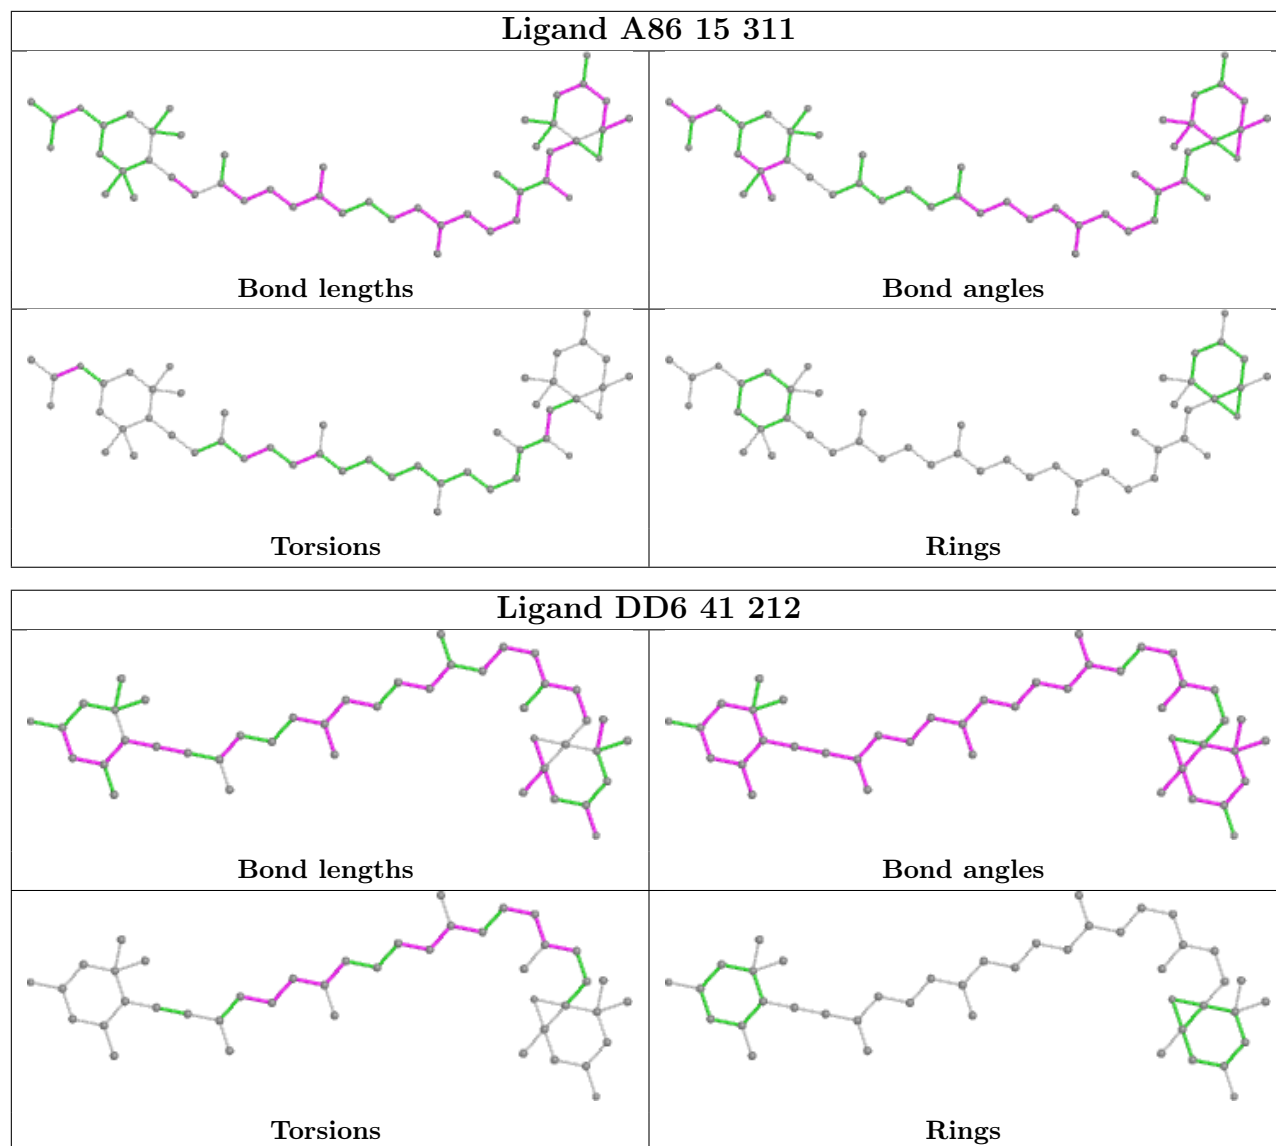 Ligand A86 15 311
Bond lengths
Bond angles
Torsions
Rings
Ligand DD6 41 212
Bond lengths
Bond angles
Torsions
Rings